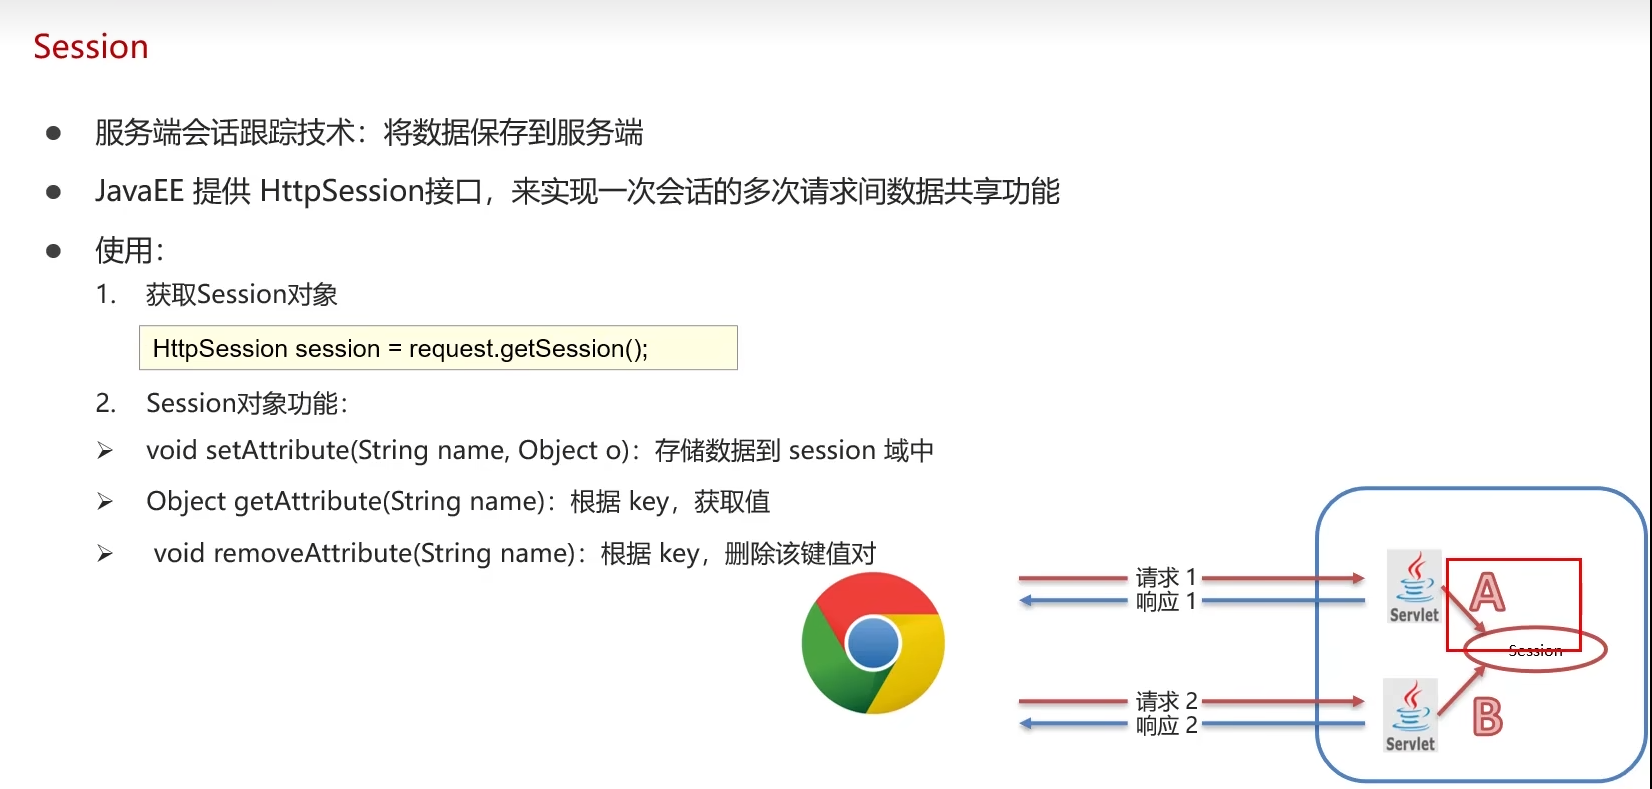 Session
● 服务端会话跟踪技术：将数据保存到服务端
● JavaEE 提供 HttpSession接口，来实现一次会话的多次请求间数据共享功能
● 使用：
1. 获取Session对象
HttpSession session = request.getSession();
2. Session对象功能：
➢ void setAttribute(String name, Object o)：存储数据到 session 域中
➢ Object getAttribute(String name)：根据 key，获取值
➢ void removeAttribute(String name)：根据 key，删除该键值对
请求 1
响应 1
Servlet
A
Session
请求 2
响应 2
Servlet
B